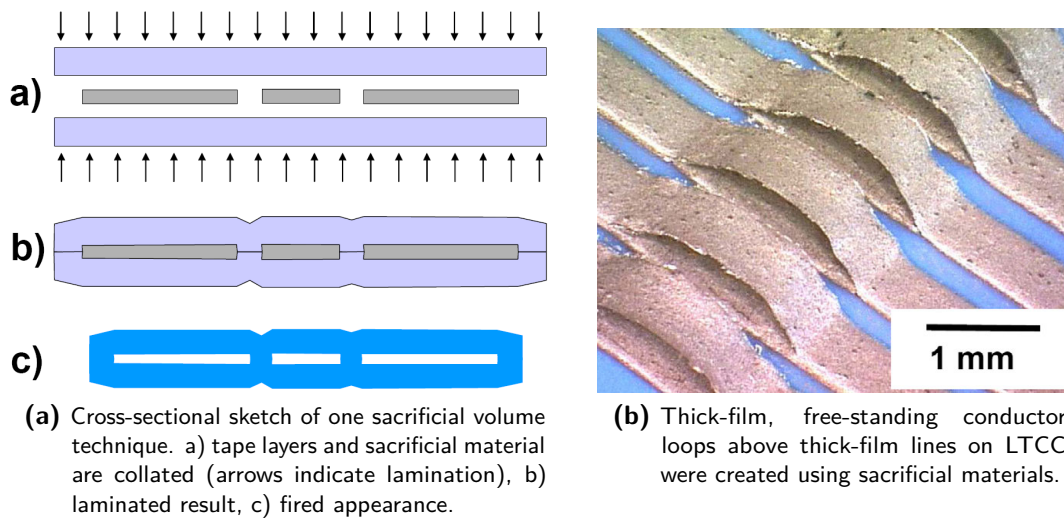 a)
b)
c)
1 mm
(a) Cross-sectional sketch of one sacrificial volume
technique. a) tape layers and sacrificial material
are collated (arrows indicate lamination), b)
laminated result, c) fired appearance.
(b) Thick-film, free-standing conductor
loops above thick-film lines on LTCC
were created using sacrificial materials.